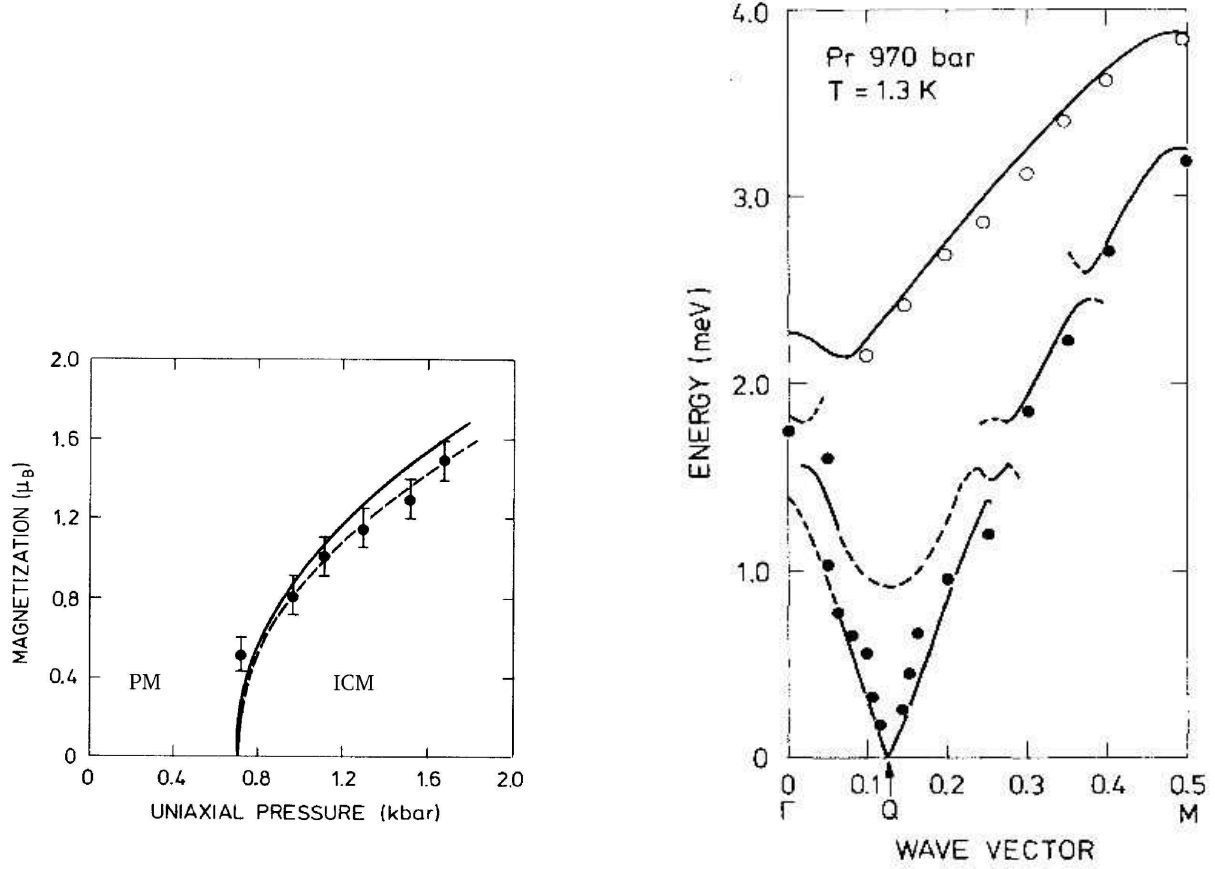 2.0
1.6
1.2
0.8
0.4
0
MAGNETIZATION (μB)
PM
ICM
0 0.4 0.8 1.2 1.6 2.0
UNIAXIAL PRESSURE (kbar)
4.0
3.0
2.0
1.0
0
ENERGY (meV)
Pr 970 bar
T = 1.3 K
0 0.1 0.2 0.3 0.4 0.5
Γ Q M
WAVE VECTOR